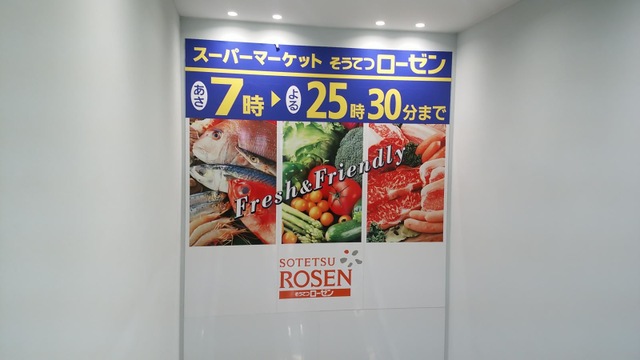 スーパーマーケット そうてつローゼン
あさ 7時 ▶ よる 25時30分まで
Fresh&Friendly
SOTETSU
ROSEN
そうてつローゼン